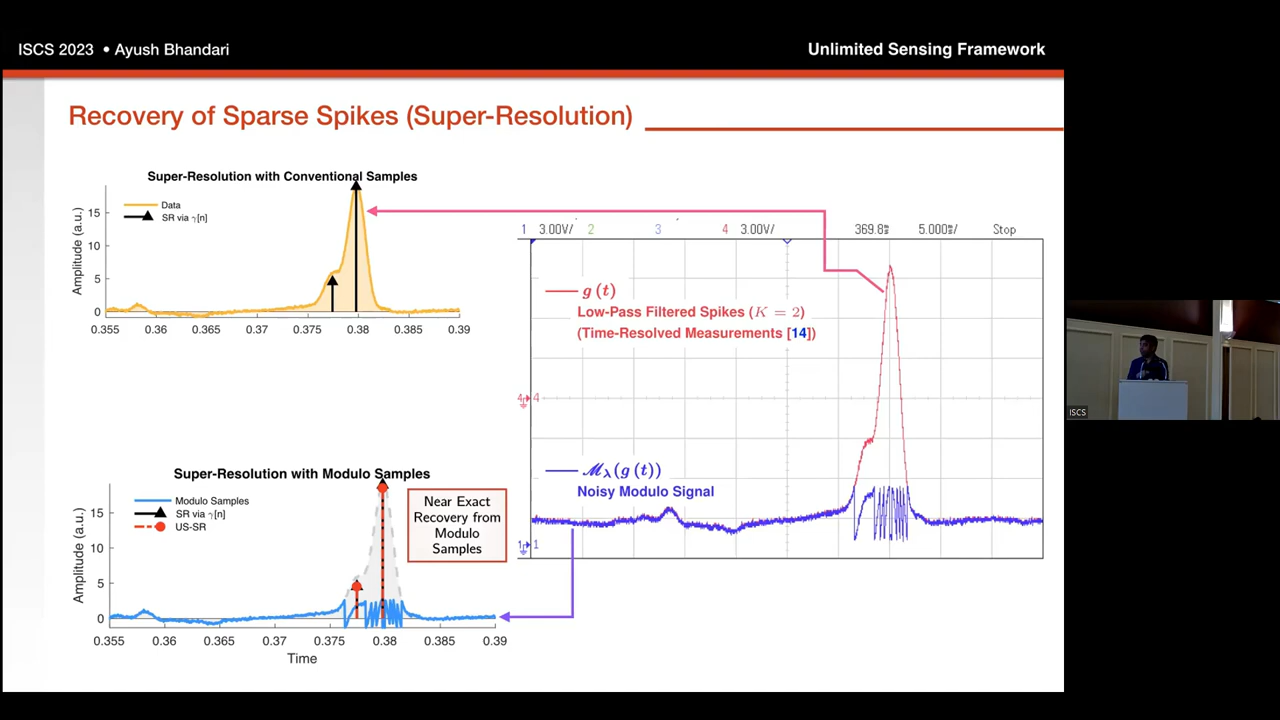 ISCS 2023 • Ayush Bhandari
Unlimited Sensing Framework
Recovery of Sparse Spikes (Super-Resolution)
Super-Resolution with Conventional Samples
Data
SR via γ[n]
Amplitude (a.u.)
15
10
5
0
0.355 0.36 0.365 0.37 0.375 0.38 0.385 0.39
1 3.00V/ 2 3 4 3.00V/ 369.8 5.000 Stop
g (t)
Low-Pass Filtered Spikes (K = 2)
(Time-Resolved Measurements [14])
4
ℳλ(g (t))
Noisy Modulo Signal
1
Super-Resolution with Modulo Samples
Modulo Samples
SR via γ[n]
US-SR
Near Exact
Recovery from
Modulo
Samples
Amplitude (a.u.)
15
10
5
0
0.355 0.36 0.365 0.37 0.375 0.38 0.385 0.39
Time
ISCS